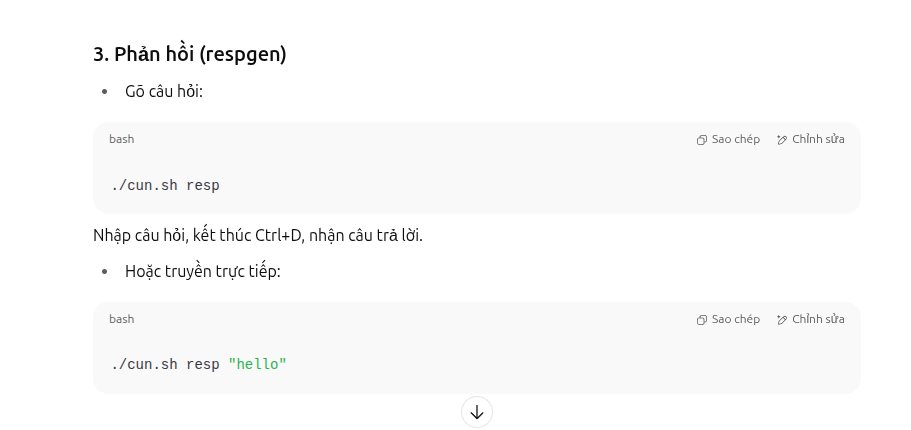 3. Phản hồi (respgen)
• Gõ câu hỏi:
bash Sao chép Chỉnh sửa
./cun.sh resp
Nhập câu hỏi, kết thúc Ctrl+D, nhận câu trả lời.
• Hoặc truyền trực tiếp:
bash Sao chép Chỉnh sửa
./cun.sh resp "hello"